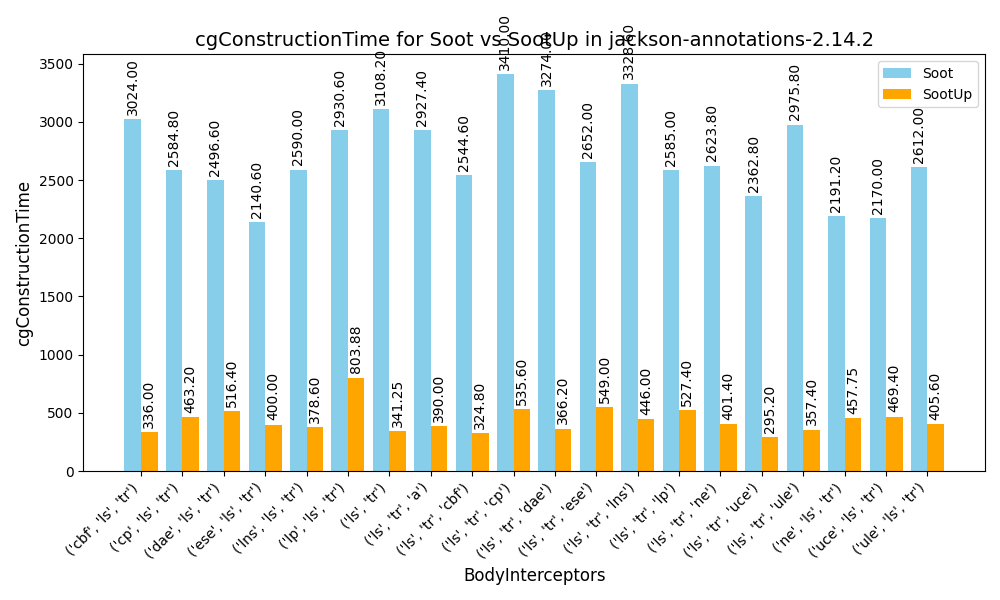 cgConstructionTime for Soot vs SootUp in jackson-annotations-2.14.2
Soot
SootUp
cgConstructionTime
3500
3000
2500
2000
1500
1000
500
0
3024.00
336.00
2584.80
463.20
2496.60
516.40
2140.60
400.00
2590.00
378.60
2930.60
803.88
3108.20
341.25
2927.40
390.00
2544.60
324.80
3410.00
535.60
3274.00
366.20
2652.00
549.00
3328.60
446.00
2585.00
527.40
2623.80
401.40
2362.80
295.20
2975.80
357.40
2191.20
457.75
2170.00
469.40
2612.00
405.60
('cbf', 'ls', 'tr')
('cp', 'ls', 'tr')
('dae', 'ls', 'tr')
('ese', 'ls', 'tr')
('lns', 'ls', 'tr')
('lp', 'ls', 'tr')
('ls', 'tr')
('ls', 'tr', 'a')
('ls', 'tr', 'cbf')
('ls', 'tr', 'cp')
('ls', 'tr', 'dae')
('ls', 'tr', 'ese')
('ls', 'tr', 'lns')
('ls', 'tr', 'lp')
('ls', 'tr', 'ne')
('ls', 'tr', 'uce')
('ls', 'tr', 'ule')
('ne', 'ls', 'tr')
('uce', 'ls', 'tr')
('ule', 'ls', 'tr')
BodyInterceptors